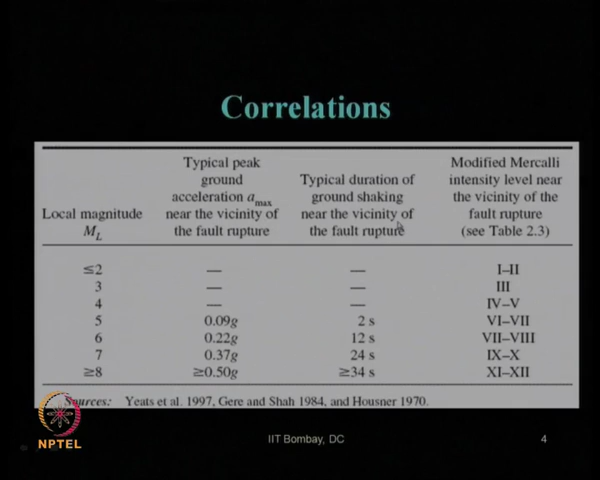 Correlations
Typical peak Modified Mercalli
ground Typical duration of intensity level near
acceleration amax ground shaking the vicinity of the
Local magnitude near the vicinity of near the vicinity of fault rupture
ML the fault rupture the fault rupture (see Table 2.3)
≤2 — — I–II
3 — — III
4 — — IV–V
5 0.09g 2 s VI–VII
6 0.22g 12 s VII–VIII
7 0.37g 24 s IX–X
≥8 ≥0.50g ≥34 s XI–XII
Sources: Yeats et al. 1997, Gere and Shah 1984, and Housner 1970.
NPTEL
IIT Bombay, DC 4